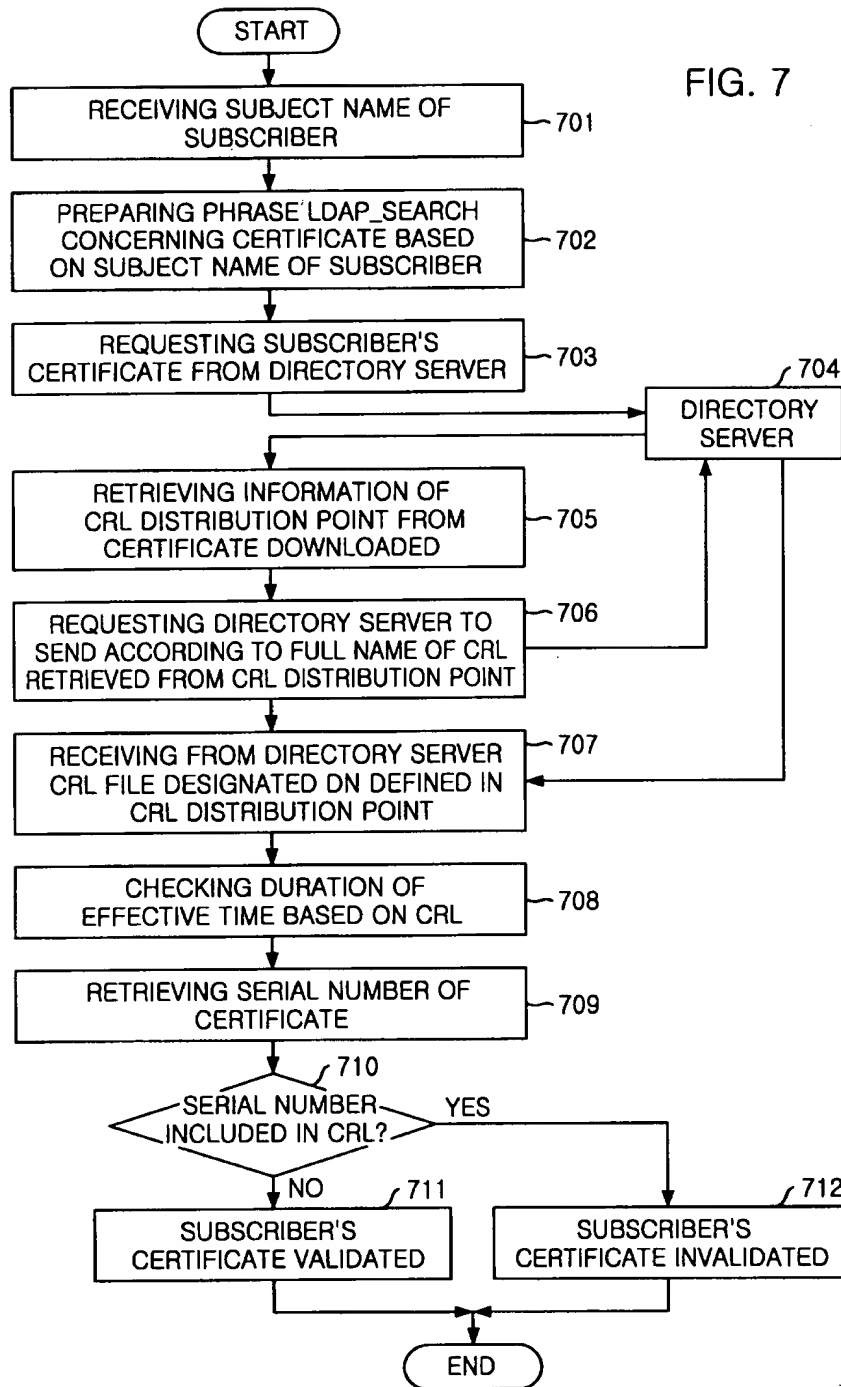 START
FIG. 7
RECEIVING SUBJECT NAME OF
SUBSCRIBER
701
PREPARING PHRASE LDAP_SEARCH
CONCERNING CERTIFICATE BASED
ON SUBJECT NAME OF SUBSCRIBER
702
REQUESTING SUBSCRIBER'S
CERTIFICATE FROM DIRECTORY SERVER
703
704
DIRECTORY
SERVER
RETRIEVING INFORMATION OF
CRL DISTRIBUTION POINT FROM
CERTIFICATE DOWNLOADED
705
REQUESTING DIRECTORY SERVER TO
SEND ACCORDING TO FULL NAME OF CRL
RETRIEVED FROM CRL DISTRIBUTION POINT
706
RECEIVING FROM DIRECTORY SERVER
CRL FILE DESIGNATED DN DEFINED IN
CRL DISTRIBUTION POINT
707
CHECKING DURATION OF
EFFECTIVE TIME BASED ON CRL
708
RETRIEVING SERIAL NUMBER OF
CERTIFICATE
709
710
SERIAL NUMBER
INCLUDED IN CRL?
YES
NO
711
SUBSCRIBER'S
CERTIFICATE VALIDATED
712
SUBSCRIBER'S
CERTIFICATE INVALIDATED
END